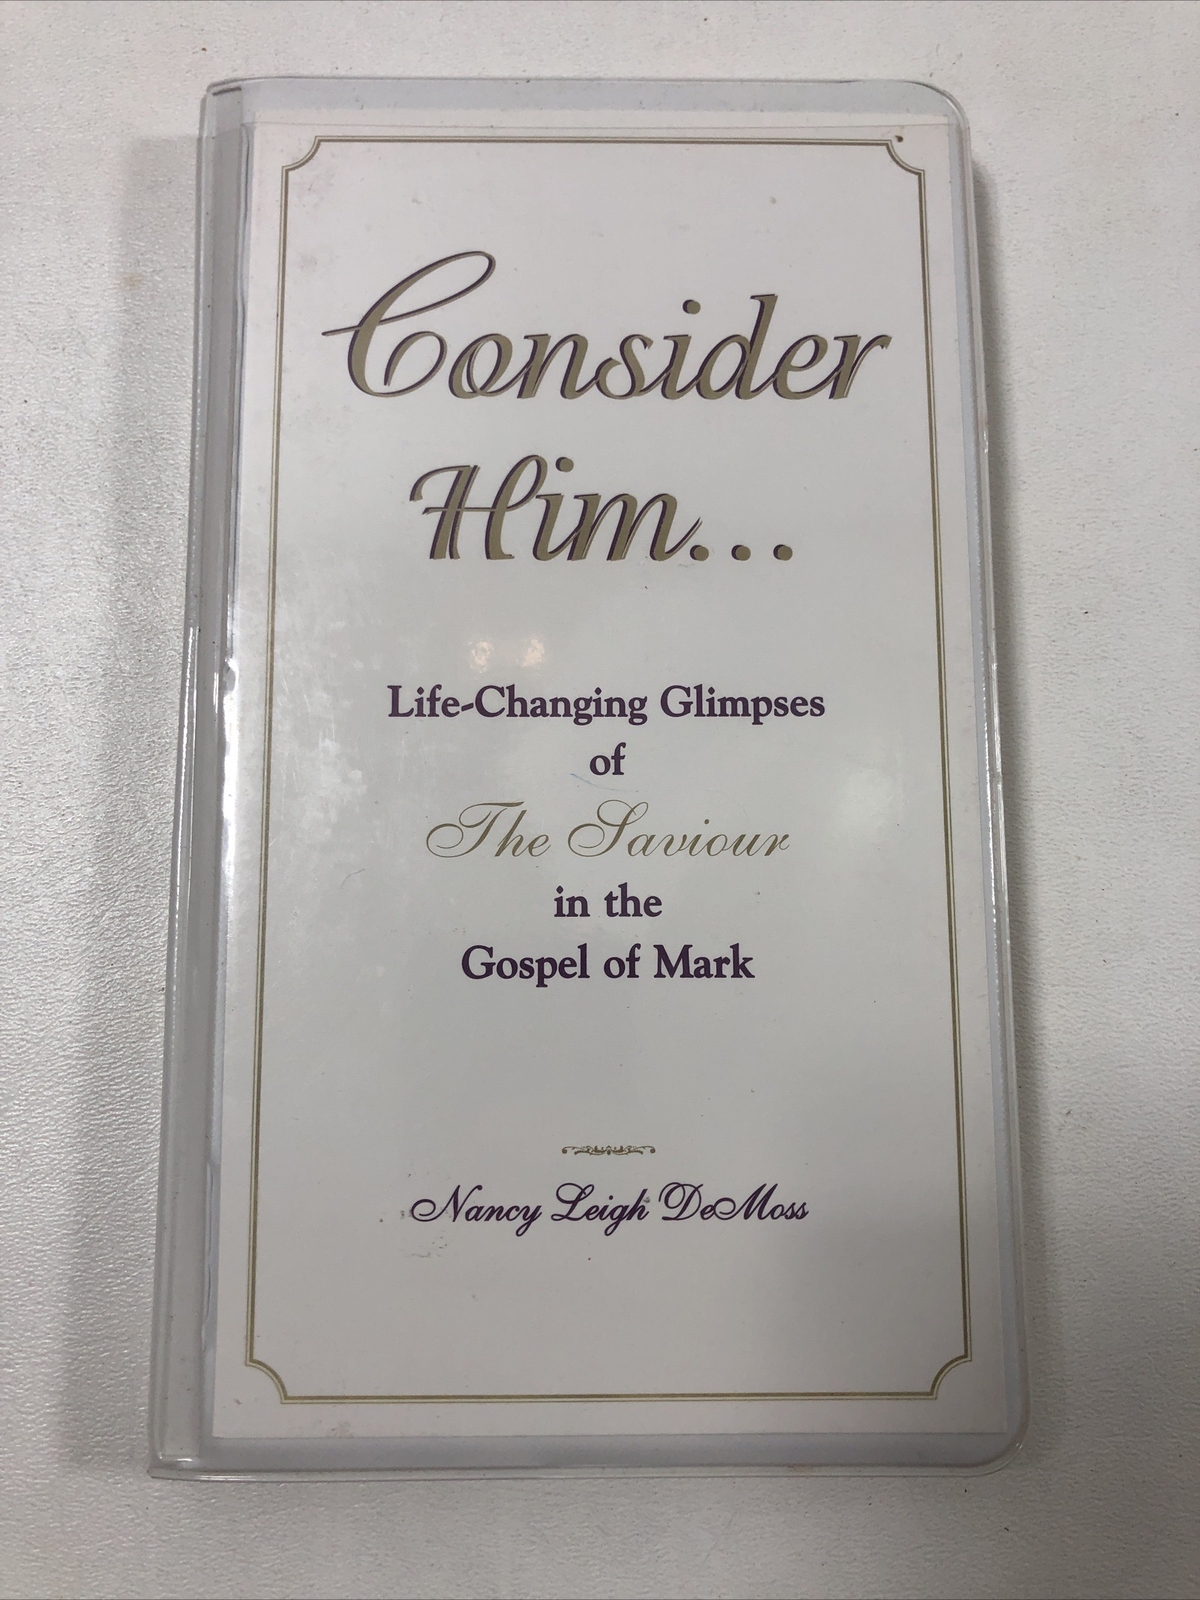 Consider
Him...
Life-Changing Glimpses
of
The Saviour
in the
Gospel of Mark
Nancy Leigh DeMoss